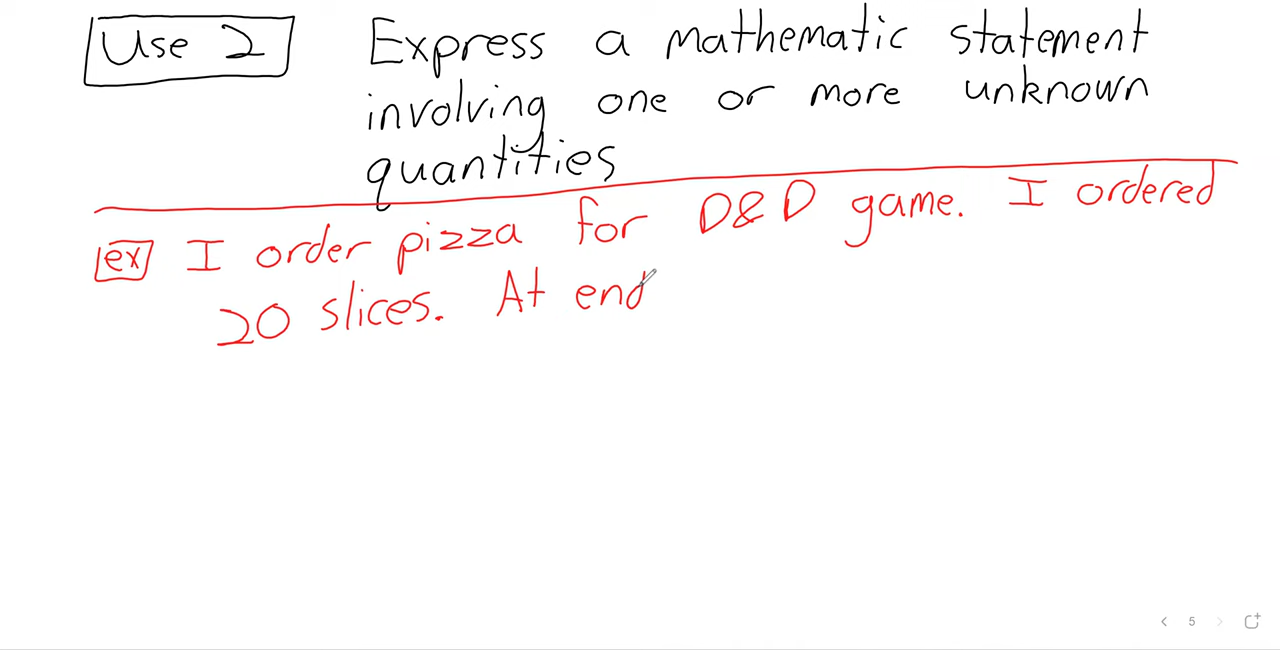 Use 2 Express a mathematic statement
involving one or more unknown
quantities
ex I order pizza for D&D game. I ordered
20 slices. At end
5